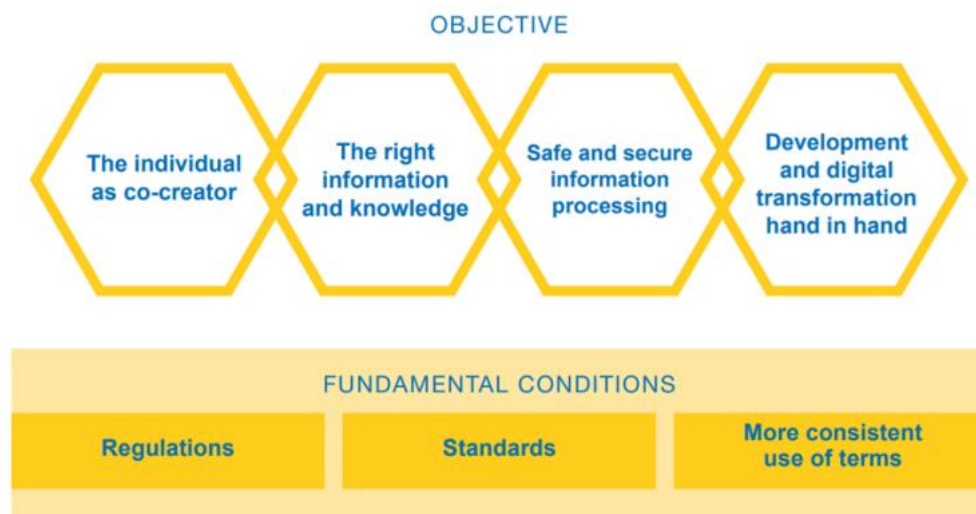 OBJECTIVE
The individual
as co-creator
The right
information
and knowledge
Safe and secure
information
processing
Development
and digital
transformation
hand in hand
FUNDAMENTAL CONDITIONS
Regulations
Standards
More consistent
use of terms